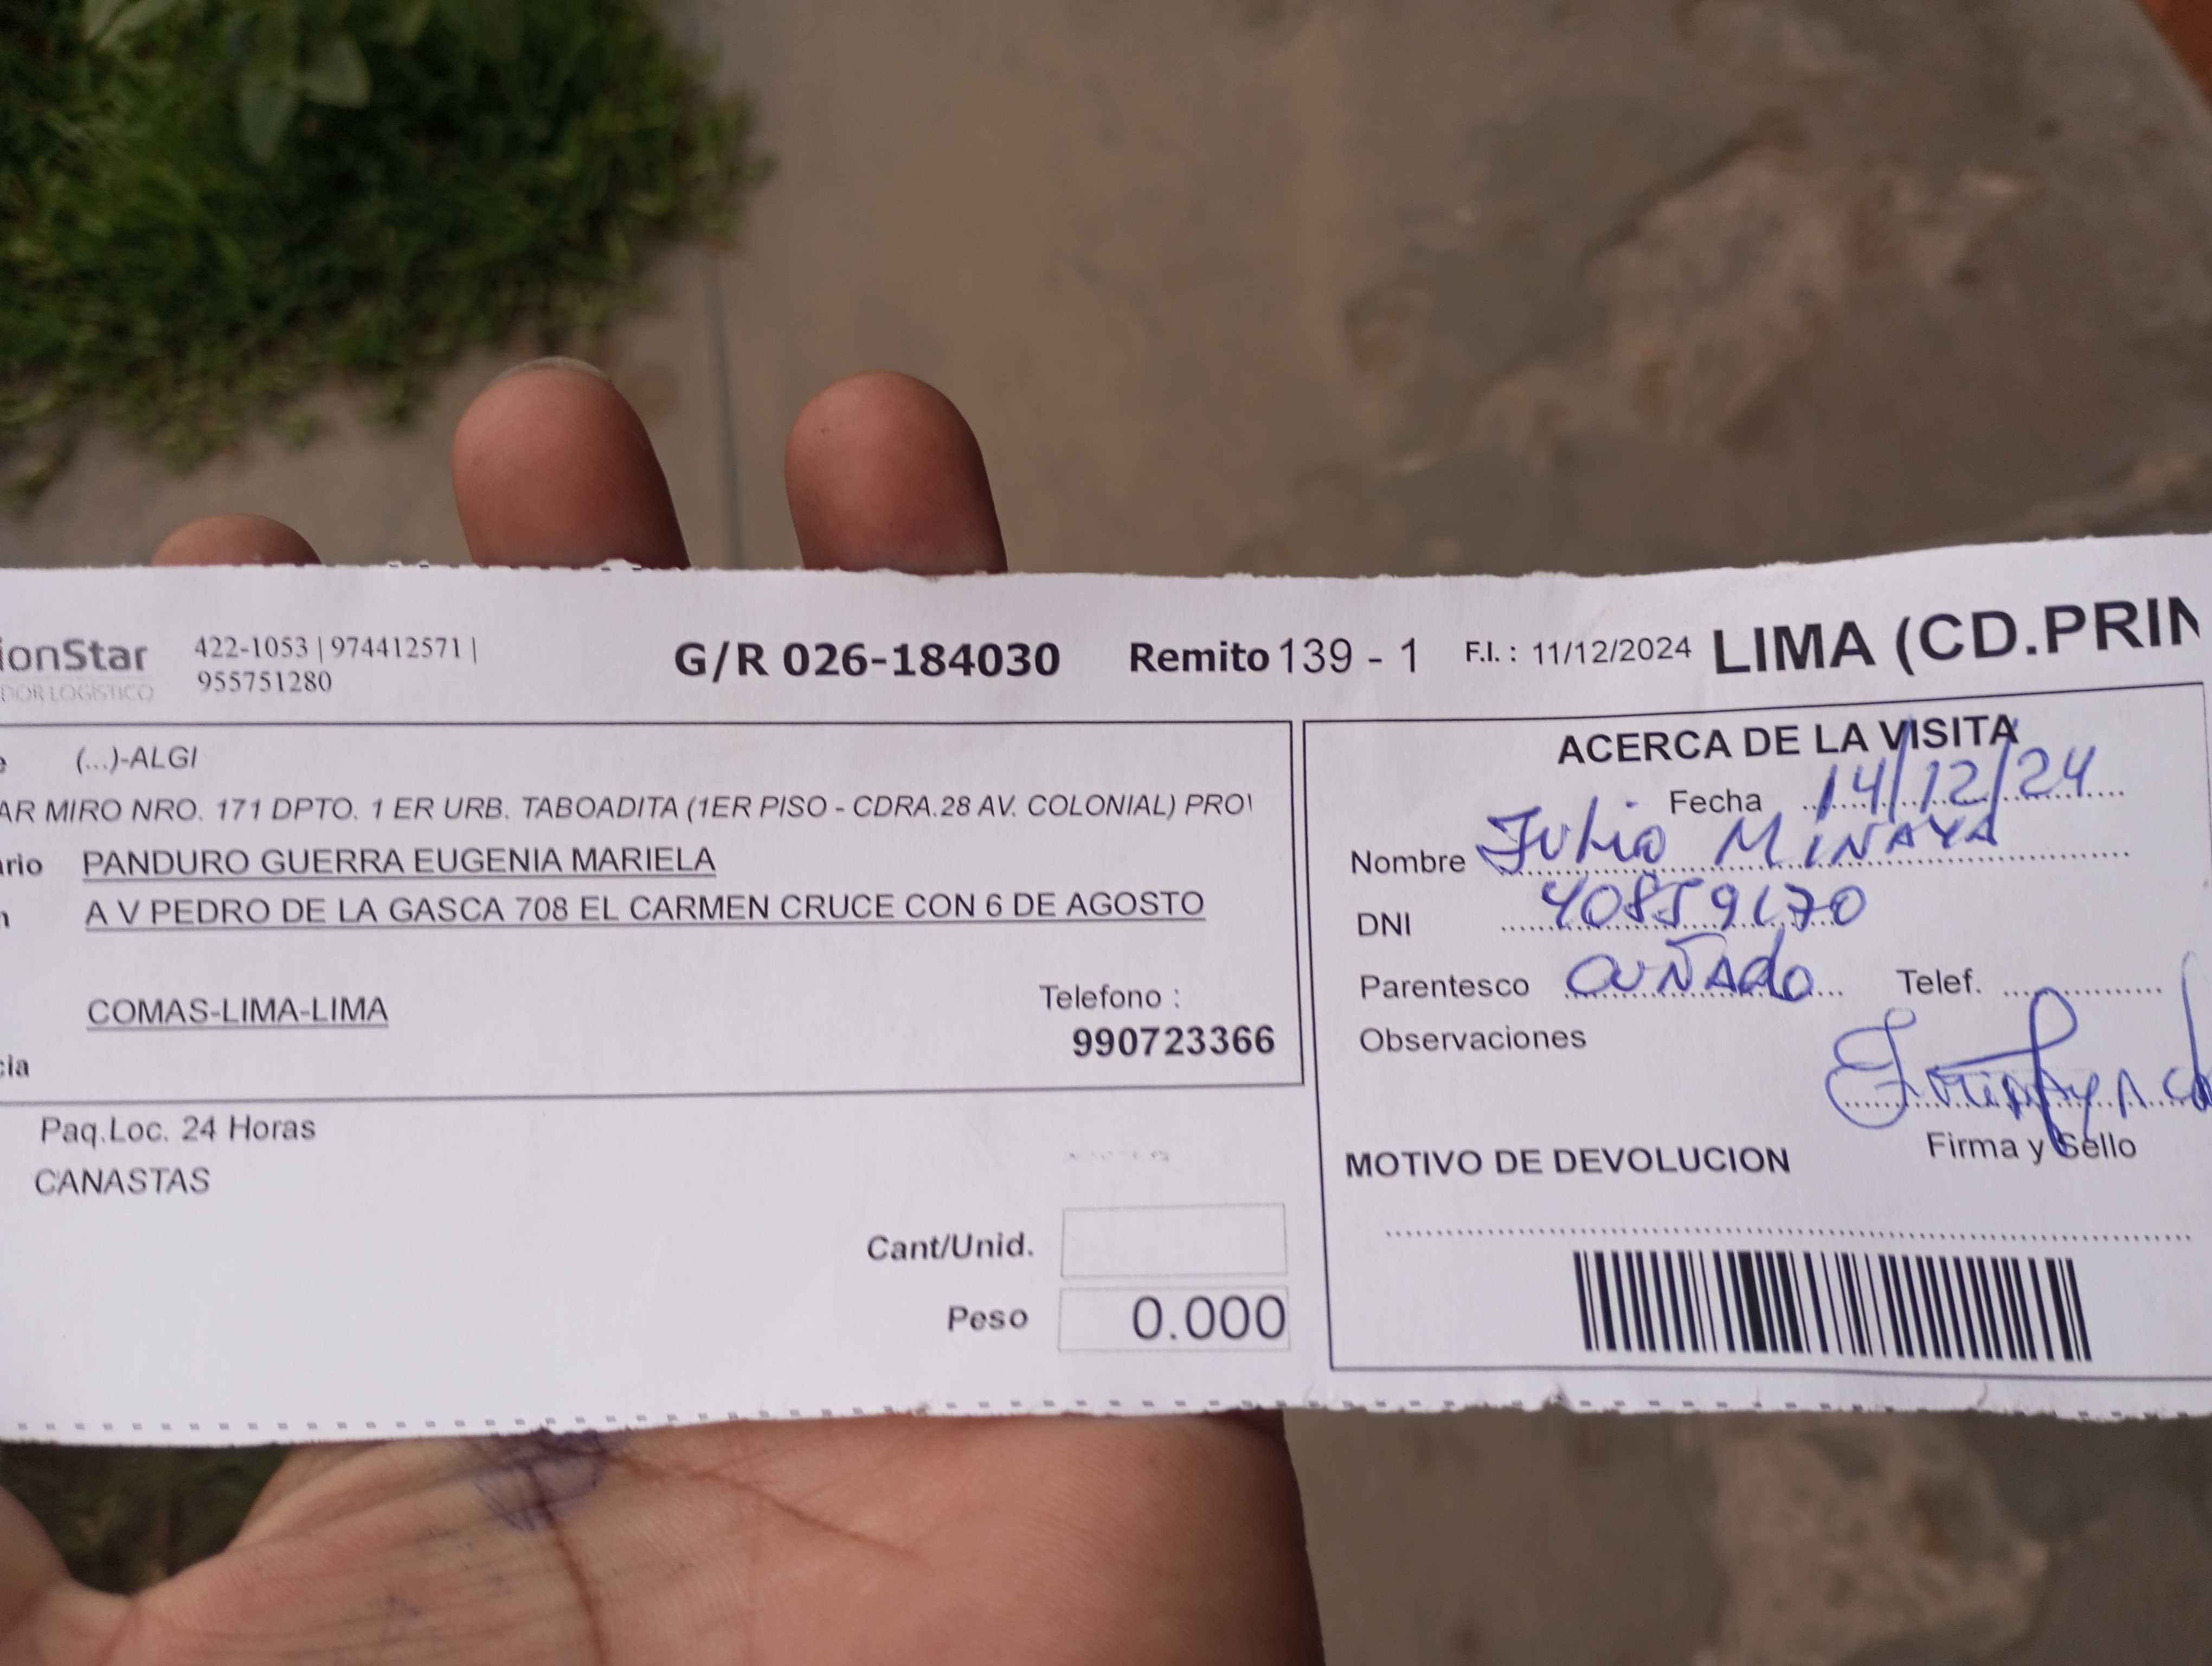 ionStar
DOR LOGÍSTICO
422-1053 | 974412571 |
955751280
G/R 026-184030
Remito 139 - 1
F.I. : 11/12/2024
LIMA (CD.PRIN
e (...)-ALGI
AR MIRO NRO. 171 DPTO. 1 ER URB. TABOADITA (1ER PISO - CDRA.28 AV. COLONIAL) PROV
ario PANDURO GUERRA EUGENIA MARIELA
n A V PEDRO DE LA GASCA 708 EL CARMEN CRUCE CON 6 DE AGOSTO
COMAS-LIMA-LIMA
Telefono :
990723366
cia
Paq.Loc. 24 Horas
CANASTAS
Cant/Unid.
Peso 0.000
ACERCA DE LA VISITA
Fecha 14/12/24
Nombre Julio MINAYA
DNI
Parentesco CUÑAdo Telef.
Observaciones
Firma y Sello
MOTIVO DE DEVOLUCION